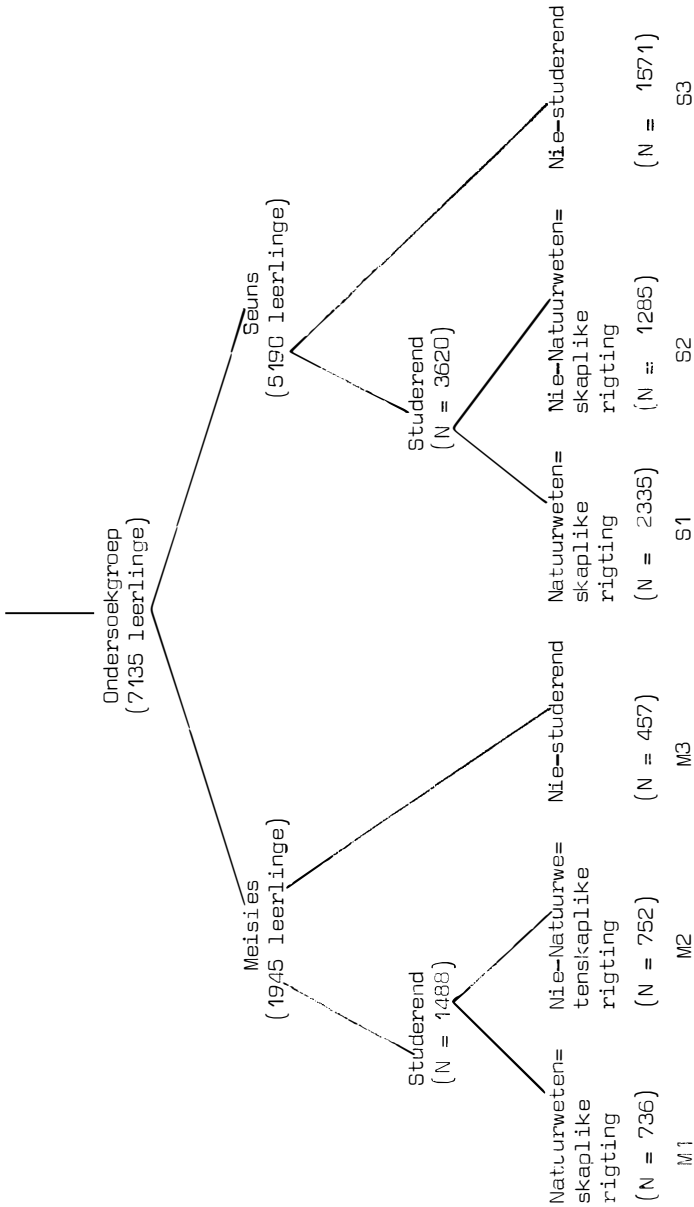 Ondersoekgroep
(7135 leerlinge)
Meisies
(1945 leerlinge)
Seuns
(5190 leerlinge)
Studerend
(N = 1488)
Studerend
(N = 3620)
Natuurweten=
skaplike
rigting
(N = 736)
M1
Nie-Natuurwe=
tenskaplike
rigting
(N = 752)
M2
Nie-studerend
(N = 457)
M3
Natuurweten=
skaplike
rigting
(N = 2335)
S1
Nie-Natuurweten=
skaplike
rigting
(N = 1285)
S2
Nie-studerend
(N = 1571)
S3